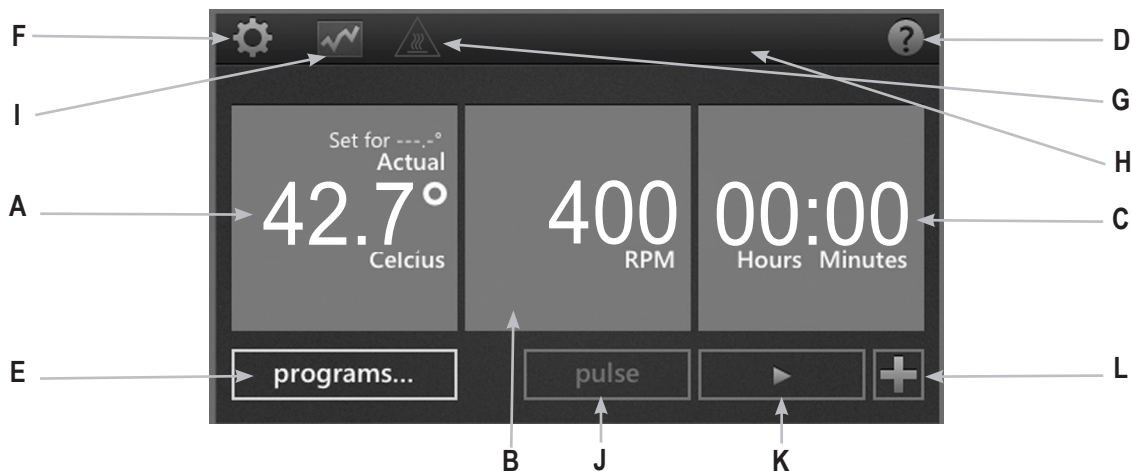 F
I
?
D
G
H
Set for ---.-°
Actual
A
42.7°
Celcius
400
RPM
00:00
Hours Minutes
C
E
programs...
pulse
L
B
J
K